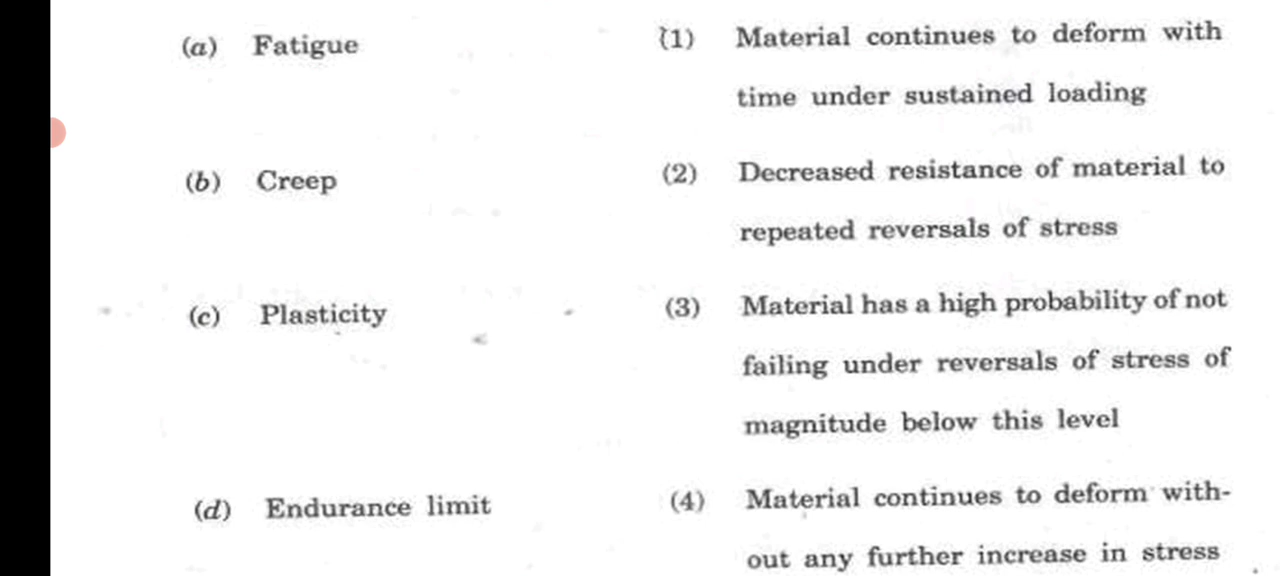 (a) Fatigue (1) Material continues to deform with
time under sustained loading
(b) Creep (2) Decreased resistance of material to
repeated reversals of stress
(c) Plasticity (3) Material has a high probability of not
failing under reversals of stress of
magnitude below this level
(d) Endurance limit (4) Material continues to deform with-
out any further increase in stress